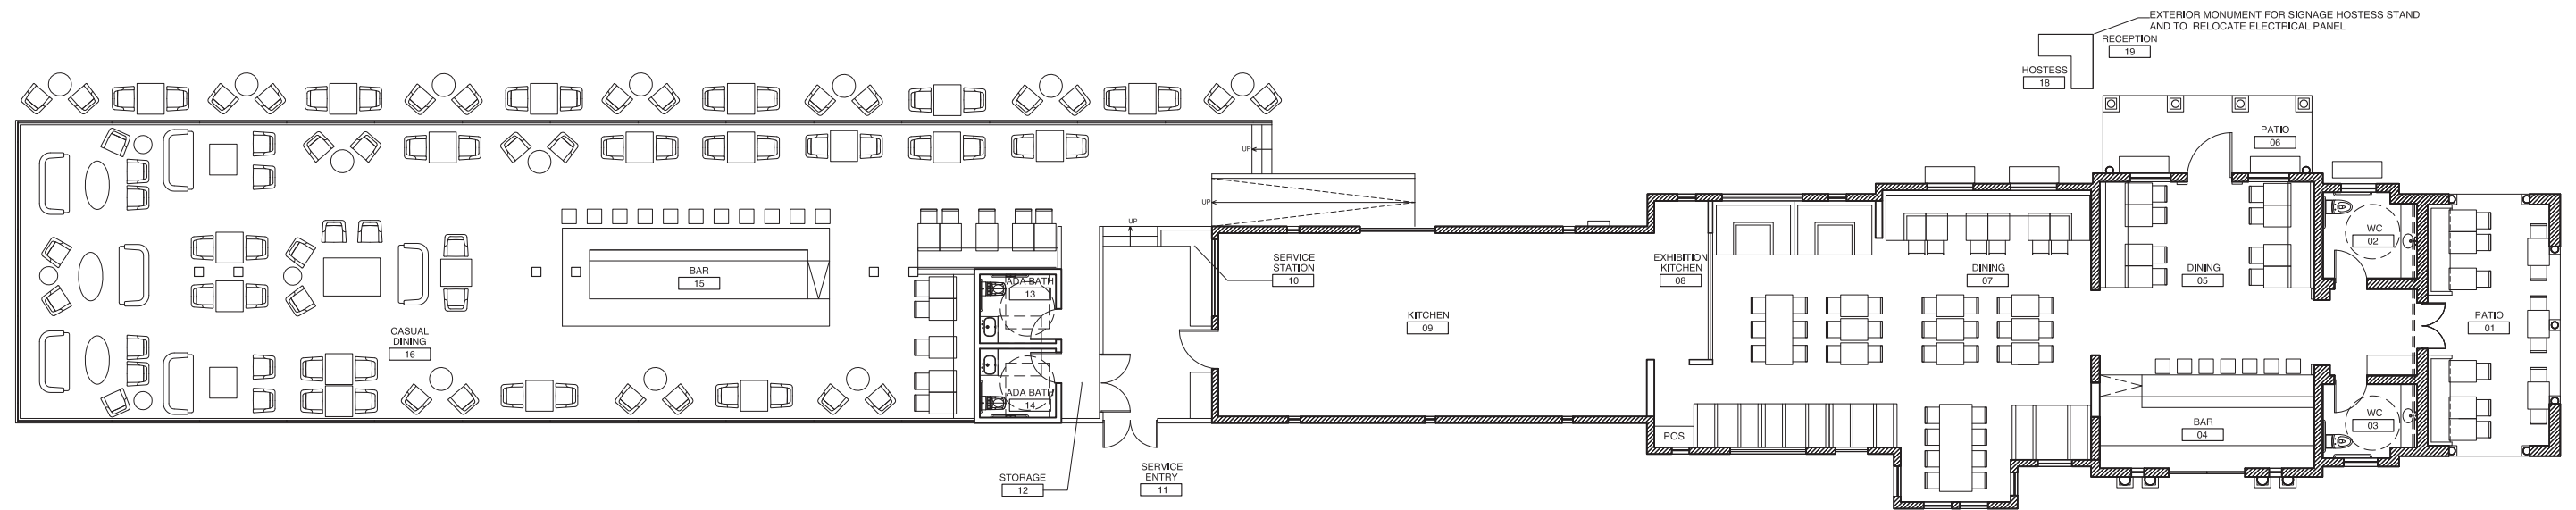 EXTERIOR MONUMENT FOR SIGNAGE HOSTESS STAND
AND TO RELOCATE ELECTRICAL PANEL
RECEPTION
19
HOSTESS
18
PATIO
06
UP
UP
UP
WC
02
PATIO
01
DINING
05
DINING
07
EXHIBITION
KITCHEN
08
SERVICE
STATION
10
KITCHEN
09
BAR
15
ADA BATH
13
CASUAL
DINING
16
ADA BATH
14
POS
BAR
04
WC
03
STORAGE
12
SERVICE
ENTRY
11